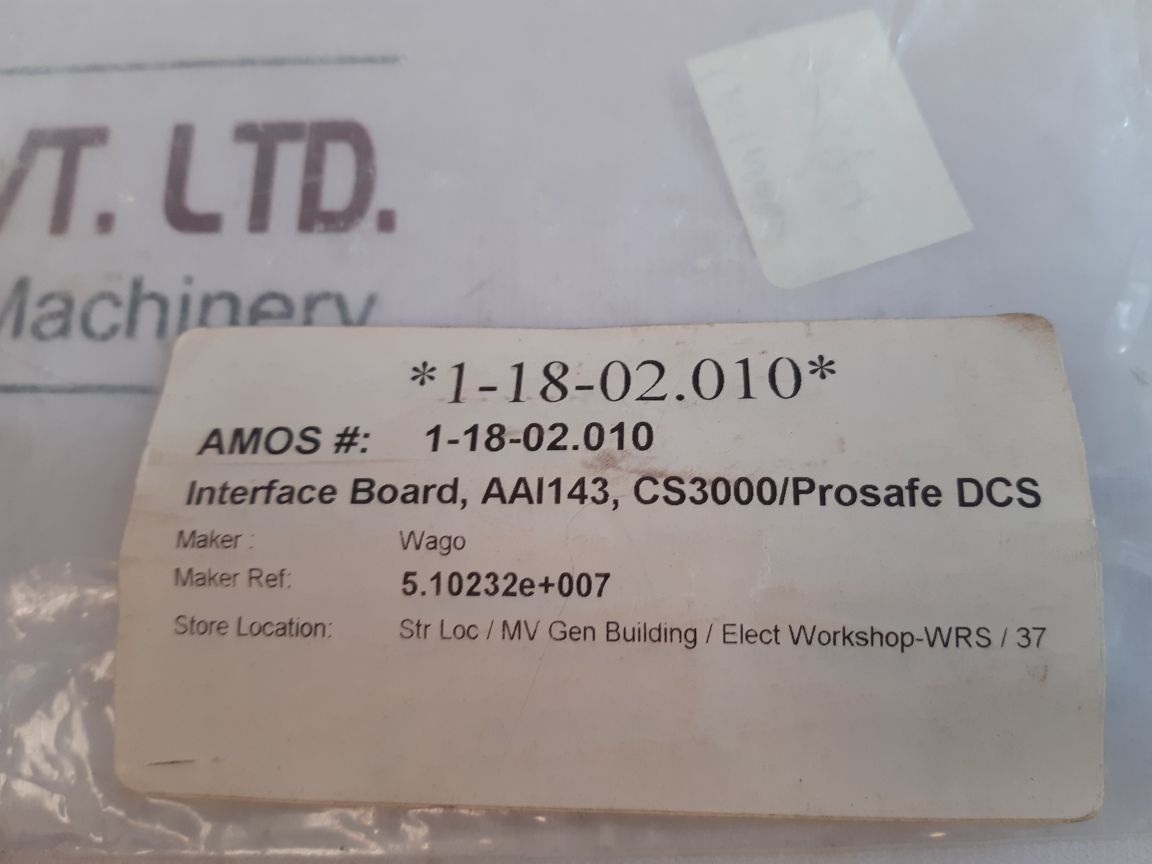 VT. LTD.
Machinery
*1-18-02.010*
AMOS #: 1-18-02.010
Interface Board, AAI143, CS3000/Prosafe DCS
Maker : Wago
Maker Ref: 5.10232e+007
Store Location: Str Loc / MV Gen Building / Elect Workshop-WRS / 37